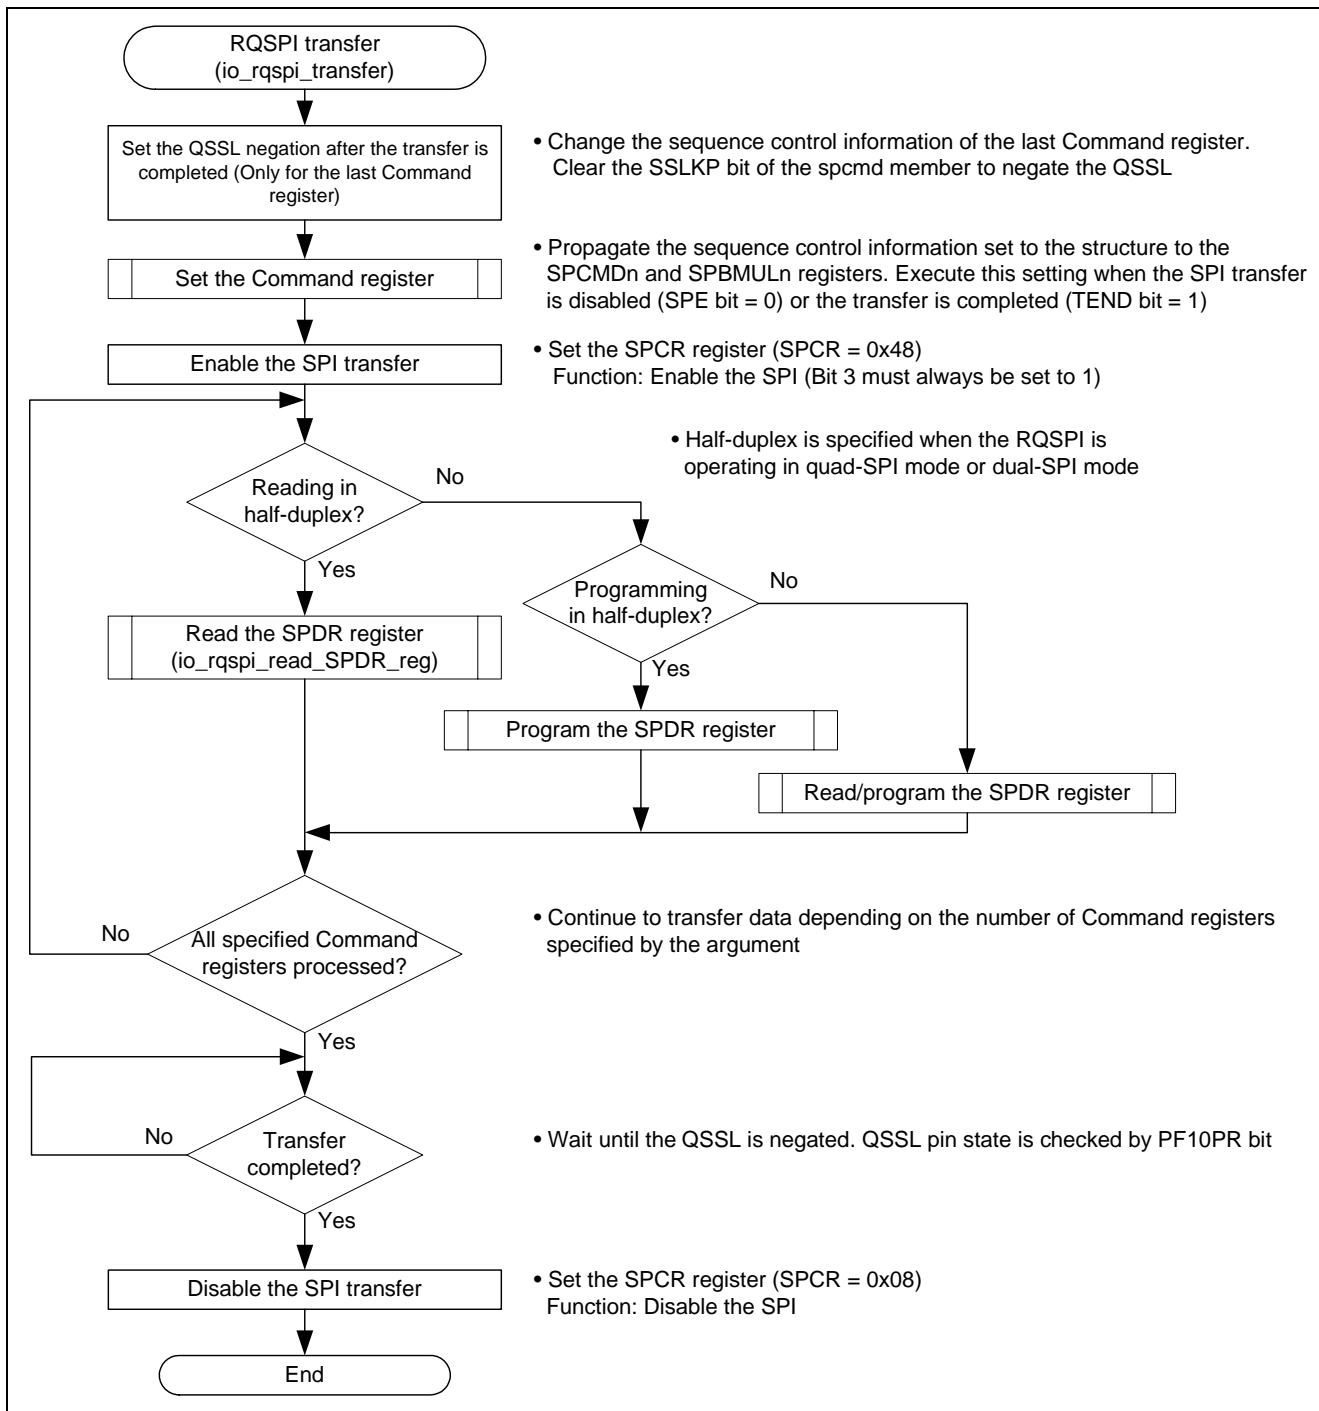 RQSPI transfer
(io_rqspi_transfer)
Set the QSSL negation after the transfer is
completed (Only for the last Command
register)
• Change the sequence control information of the last Command register.
Clear the SSLKP bit of the spcmd member to negate the QSSL
Set the Command register
• Propagate the sequence control information set to the structure to the
SPCMDn and SPBMULn registers. Execute this setting when the SPI transfer
is disabled (SPE bit = 0) or the transfer is completed (TEND bit = 1)
Enable the SPI transfer
• Set the SPCR register (SPCR = 0x48)
Function: Enable the SPI (Bit 3 must always be set to 1)
• Half-duplex is specified when the RQSPI is
operating in quad-SPI mode or dual-SPI mode
Reading in
half-duplex?
No
Yes
Programming
in half-duplex?
No
Yes
Read the SPDR register
(io_rqspi_read_SPDR_reg)
Program the SPDR register
Read/program the SPDR register
All specified Command
registers processed?
No
Yes
• Continue to transfer data depending on the number of Command registers
specified by the argument
Transfer
completed?
No
Yes
• Wait until the QSSL is negated. QSSL pin state is checked by PF10PR bit
Disable the SPI transfer
• Set the SPCR register (SPCR = 0x08)
Function: Disable the SPI
End